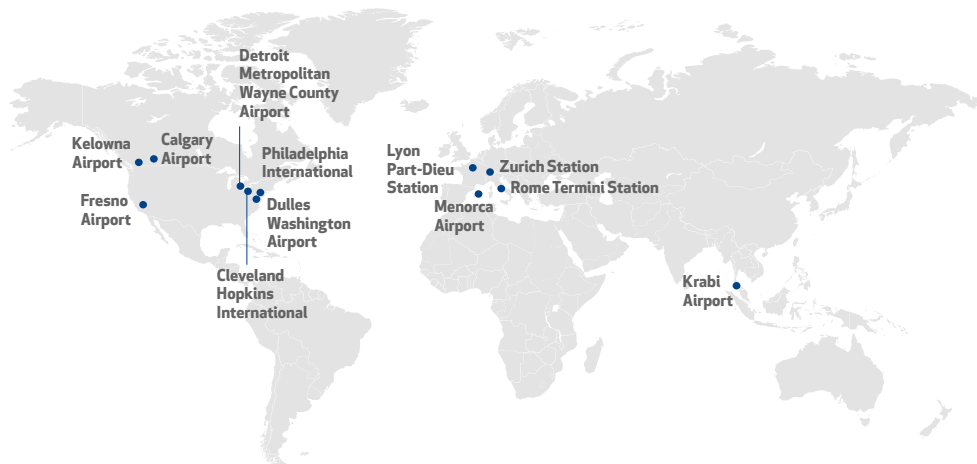 Detroit
Metropolitan
Wayne County
Airport
Kelowna
Airport
Calgary
Airport
Philadelphia
International
Fresno
Airport
Dulles
Washington
Airport
Cleveland
Hopkins
International
Lyon
Part-Dieu
Station
Zurich Station
Rome Termini Station
Menorca
Airport
Krabi
Airport